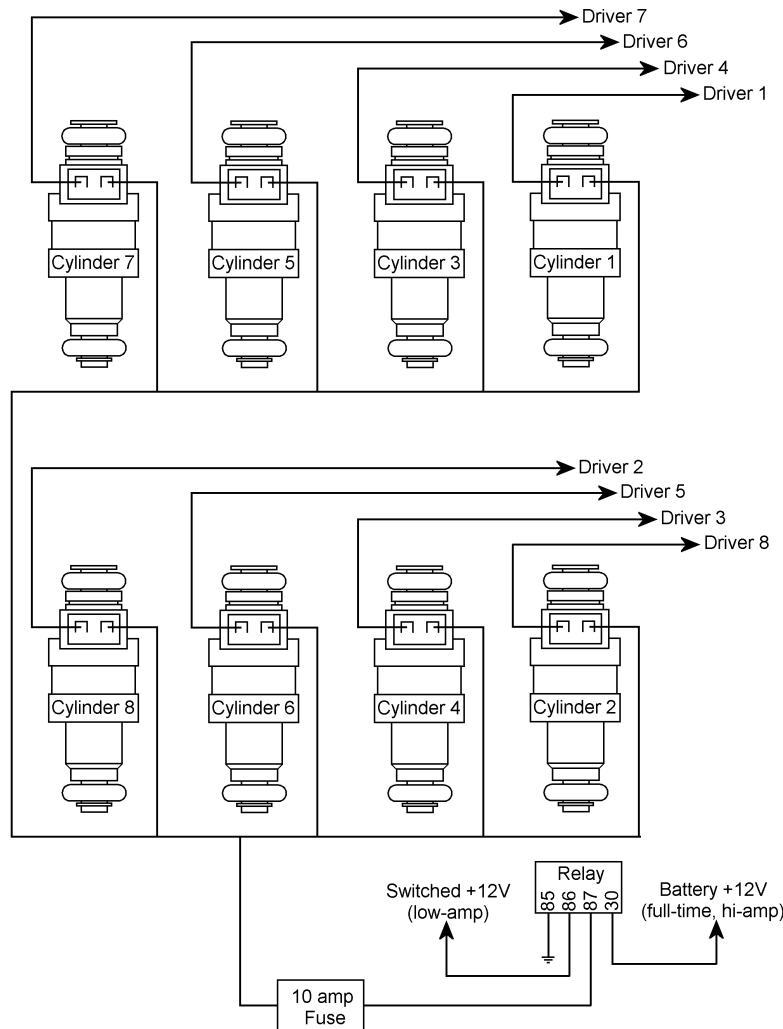 Driver 7
Driver 6
Driver 4
Driver 1
Cylinder 7
Cylinder 5
Cylinder 3
Cylinder 1
Driver 2
Driver 5
Driver 3
Driver 8
Cylinder 8
Cylinder 6
Cylinder 4
Cylinder 2
Relay
85
86
87
30
Switched +12V
(low-amp)
Battery +12V
(full-time, hi-amp)
10 amp
Fuse